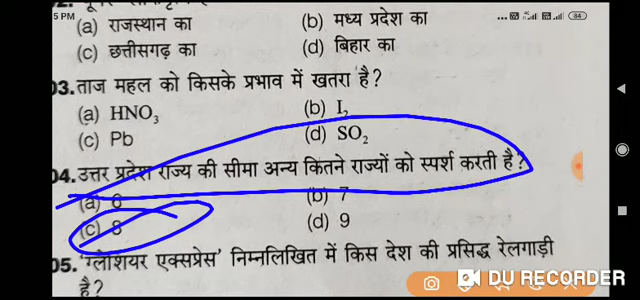 5 PM ... 84
(a) राजस्थान का (b) मध्य प्रदेश का
(c) छत्तीसगढ़ का (d) बिहार का
03. ताज महल को किसके प्रभाव में खतरा है?
(a) HNO₃ (b) I₂
(c) Pb (d) SO₂
04. उत्तर प्रदेश राज्य की सीमा अन्य कितने राज्यों को स्पर्श करती है?
(a) 6 (b) 7
(c) 8 (d) 9
05. 'ग्लेशियर एक्सप्रेस' निम्नलिखित में किस देश की प्रसिद्ध रेलगाड़ी
है?
DU RECORDER